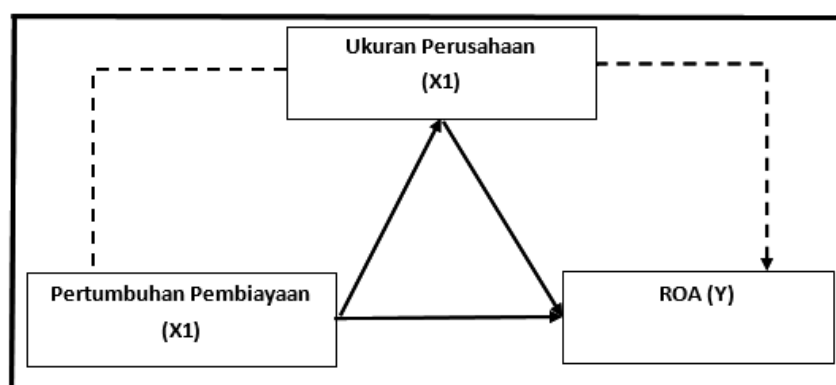 Ukuran Perusahaan
(X1)
Pertumbuhan Pembiayaan
(X1)
ROA (Y)